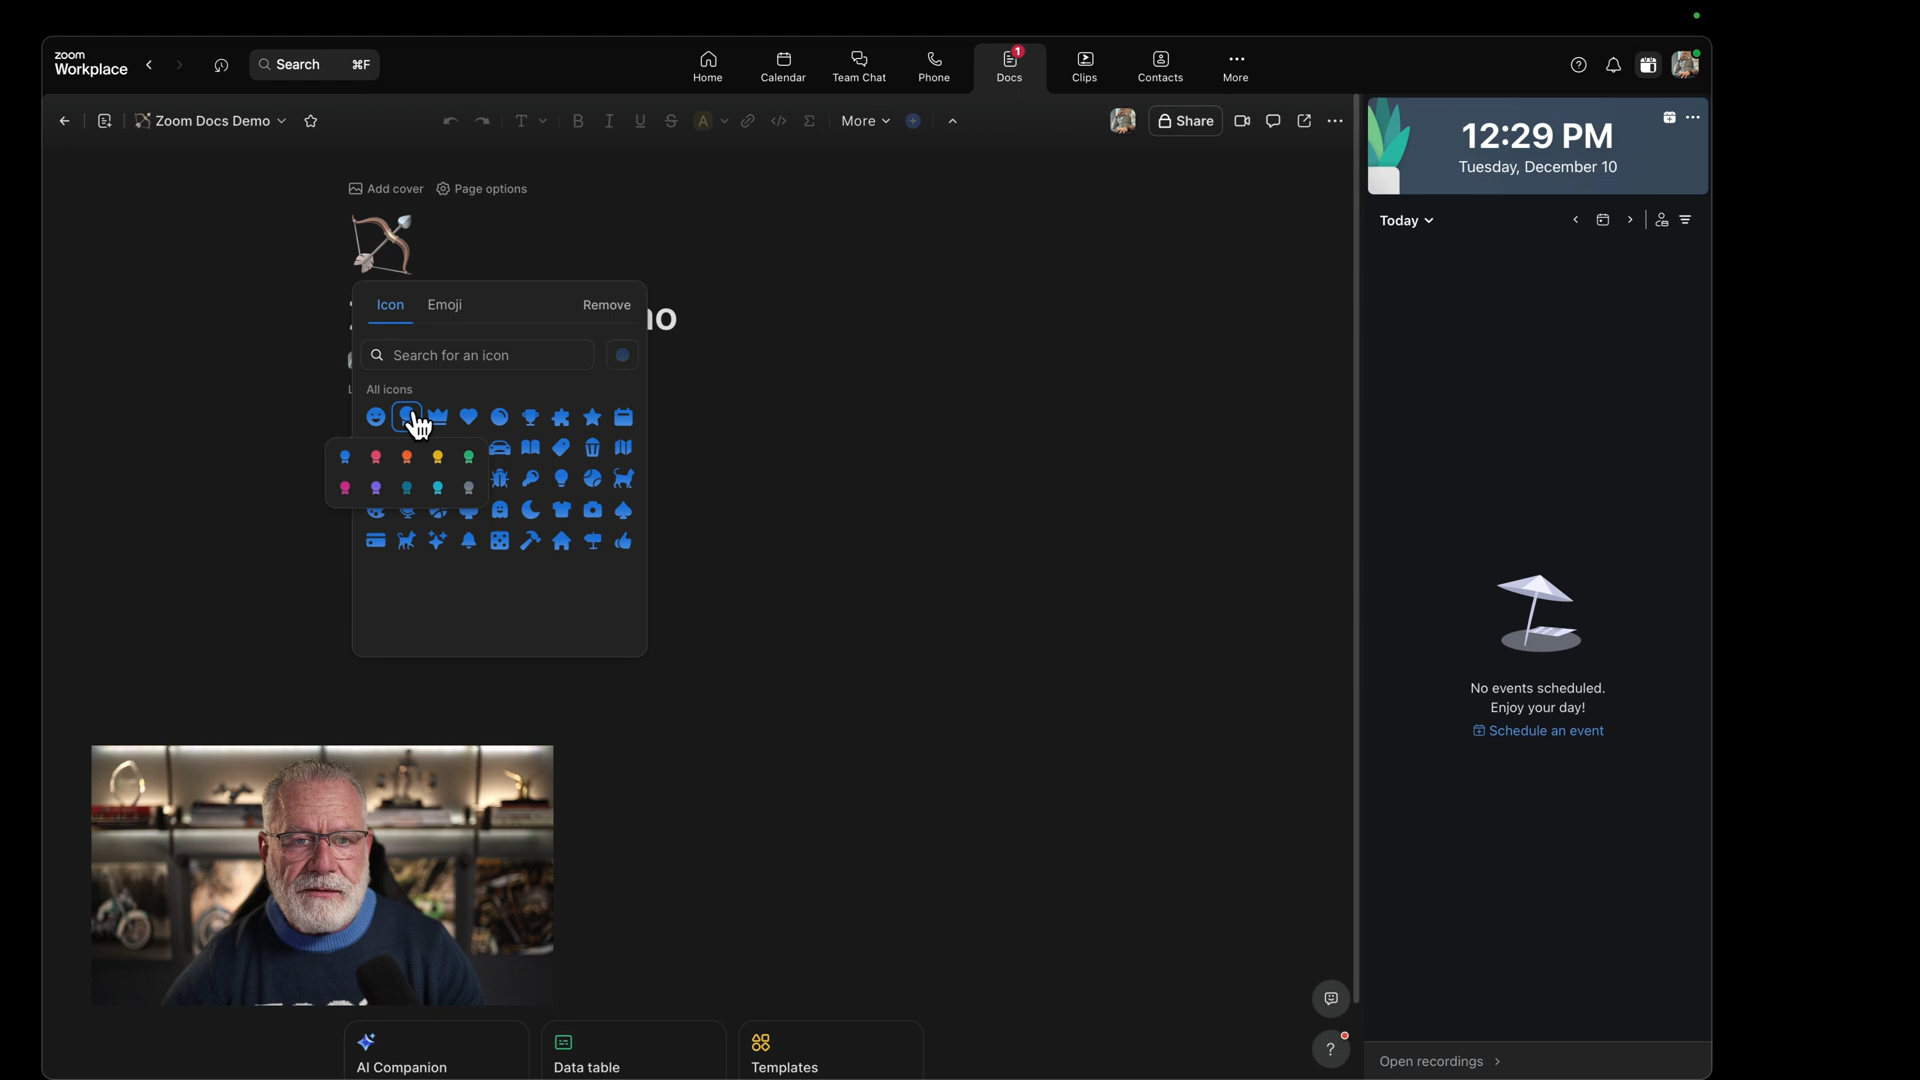 zoom
Workplace
Search ⌘F
Home
Calendar
Team Chat
Phone
1
Docs
Clips
Contacts
More
Zoom Docs Demo
T
B
I
U
S
A
More
Share
12:29 PM
Tuesday, December 10
Add cover
Page options
Today
Icon
Emoji
Remove
Search for an icon
All icons
No events scheduled.
Enjoy your day!
Schedule an event
AI Companion
Data table
Templates
?
Open recordings